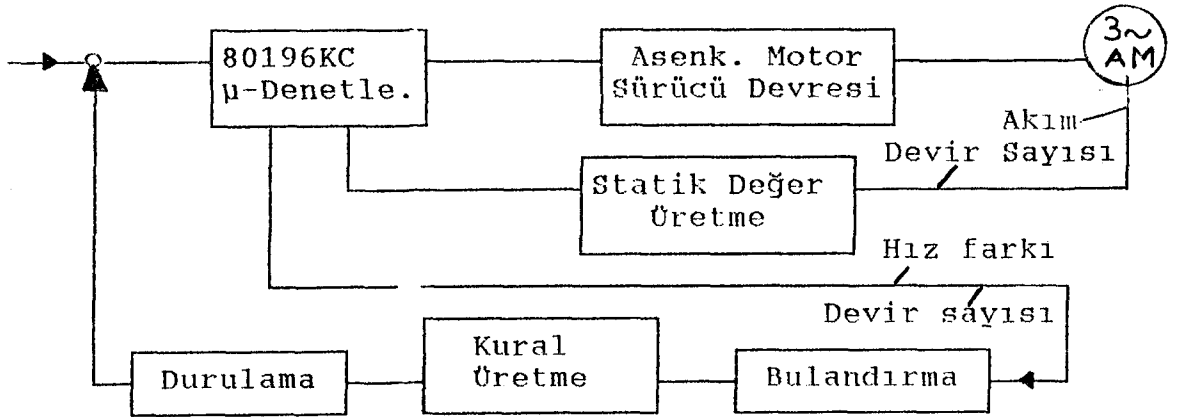 80196KC
µ-Denetle.
Asenk. Motor
Sürücü Devresi
3~
AM
Akım
Devir Sayısı
Statik Değer
Üretme
Hız farkı
Devir sayısı
Durulama
Kural
Üretme
Bulandırma